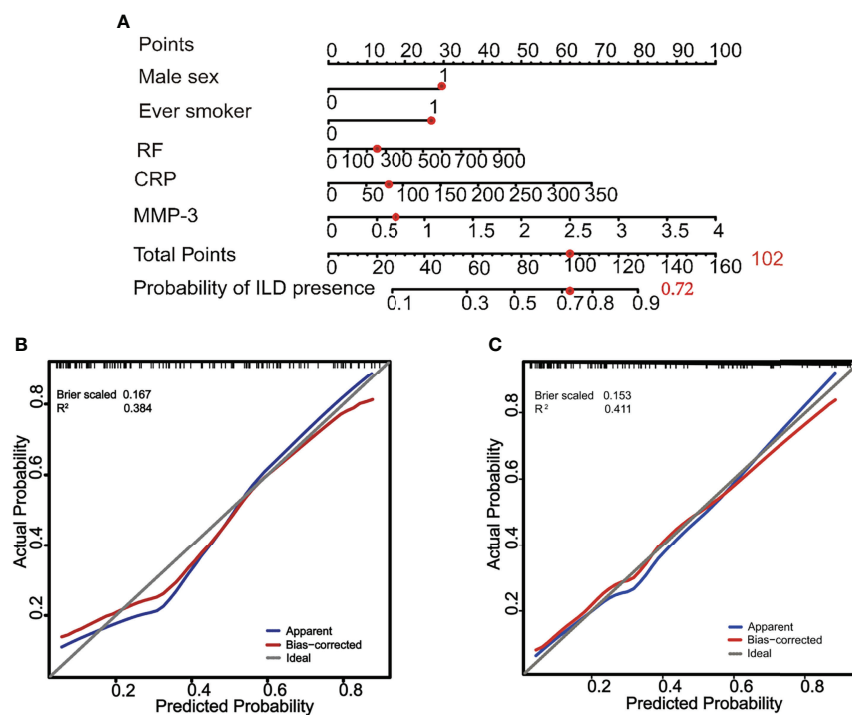 A
Points 0 10 20 30 40 50 60 70 80 90 100
Male sex 0 1
Ever smoker 0 1
RF 0 100 300 500 700 900
CRP 0 50 100 150 200 250 300 350
MMP-3 0 0.5 1 1.5 2 2.5 3 3.5 4
Total Points 0 20 40 60 80 100 120 140 160 102
Probability of ILD presence 0.1 0.3 0.5 0.7 0.8 0.9 0.72
B
Brier scaled 0.167
R² 0.384
Actual Probability
0.8
0.6
0.4
0.2
Apparent
Bias-corrected
Ideal
0.2 0.4 0.6 0.8
Predicted Probability
C
Brier scaled 0.153
R² 0.411
Actual Probability
0.8
0.6
0.4
0.2
Apparent
Bias-corrected
Ideal
0.2 0.4 0.6 0.8
Predicted Probability